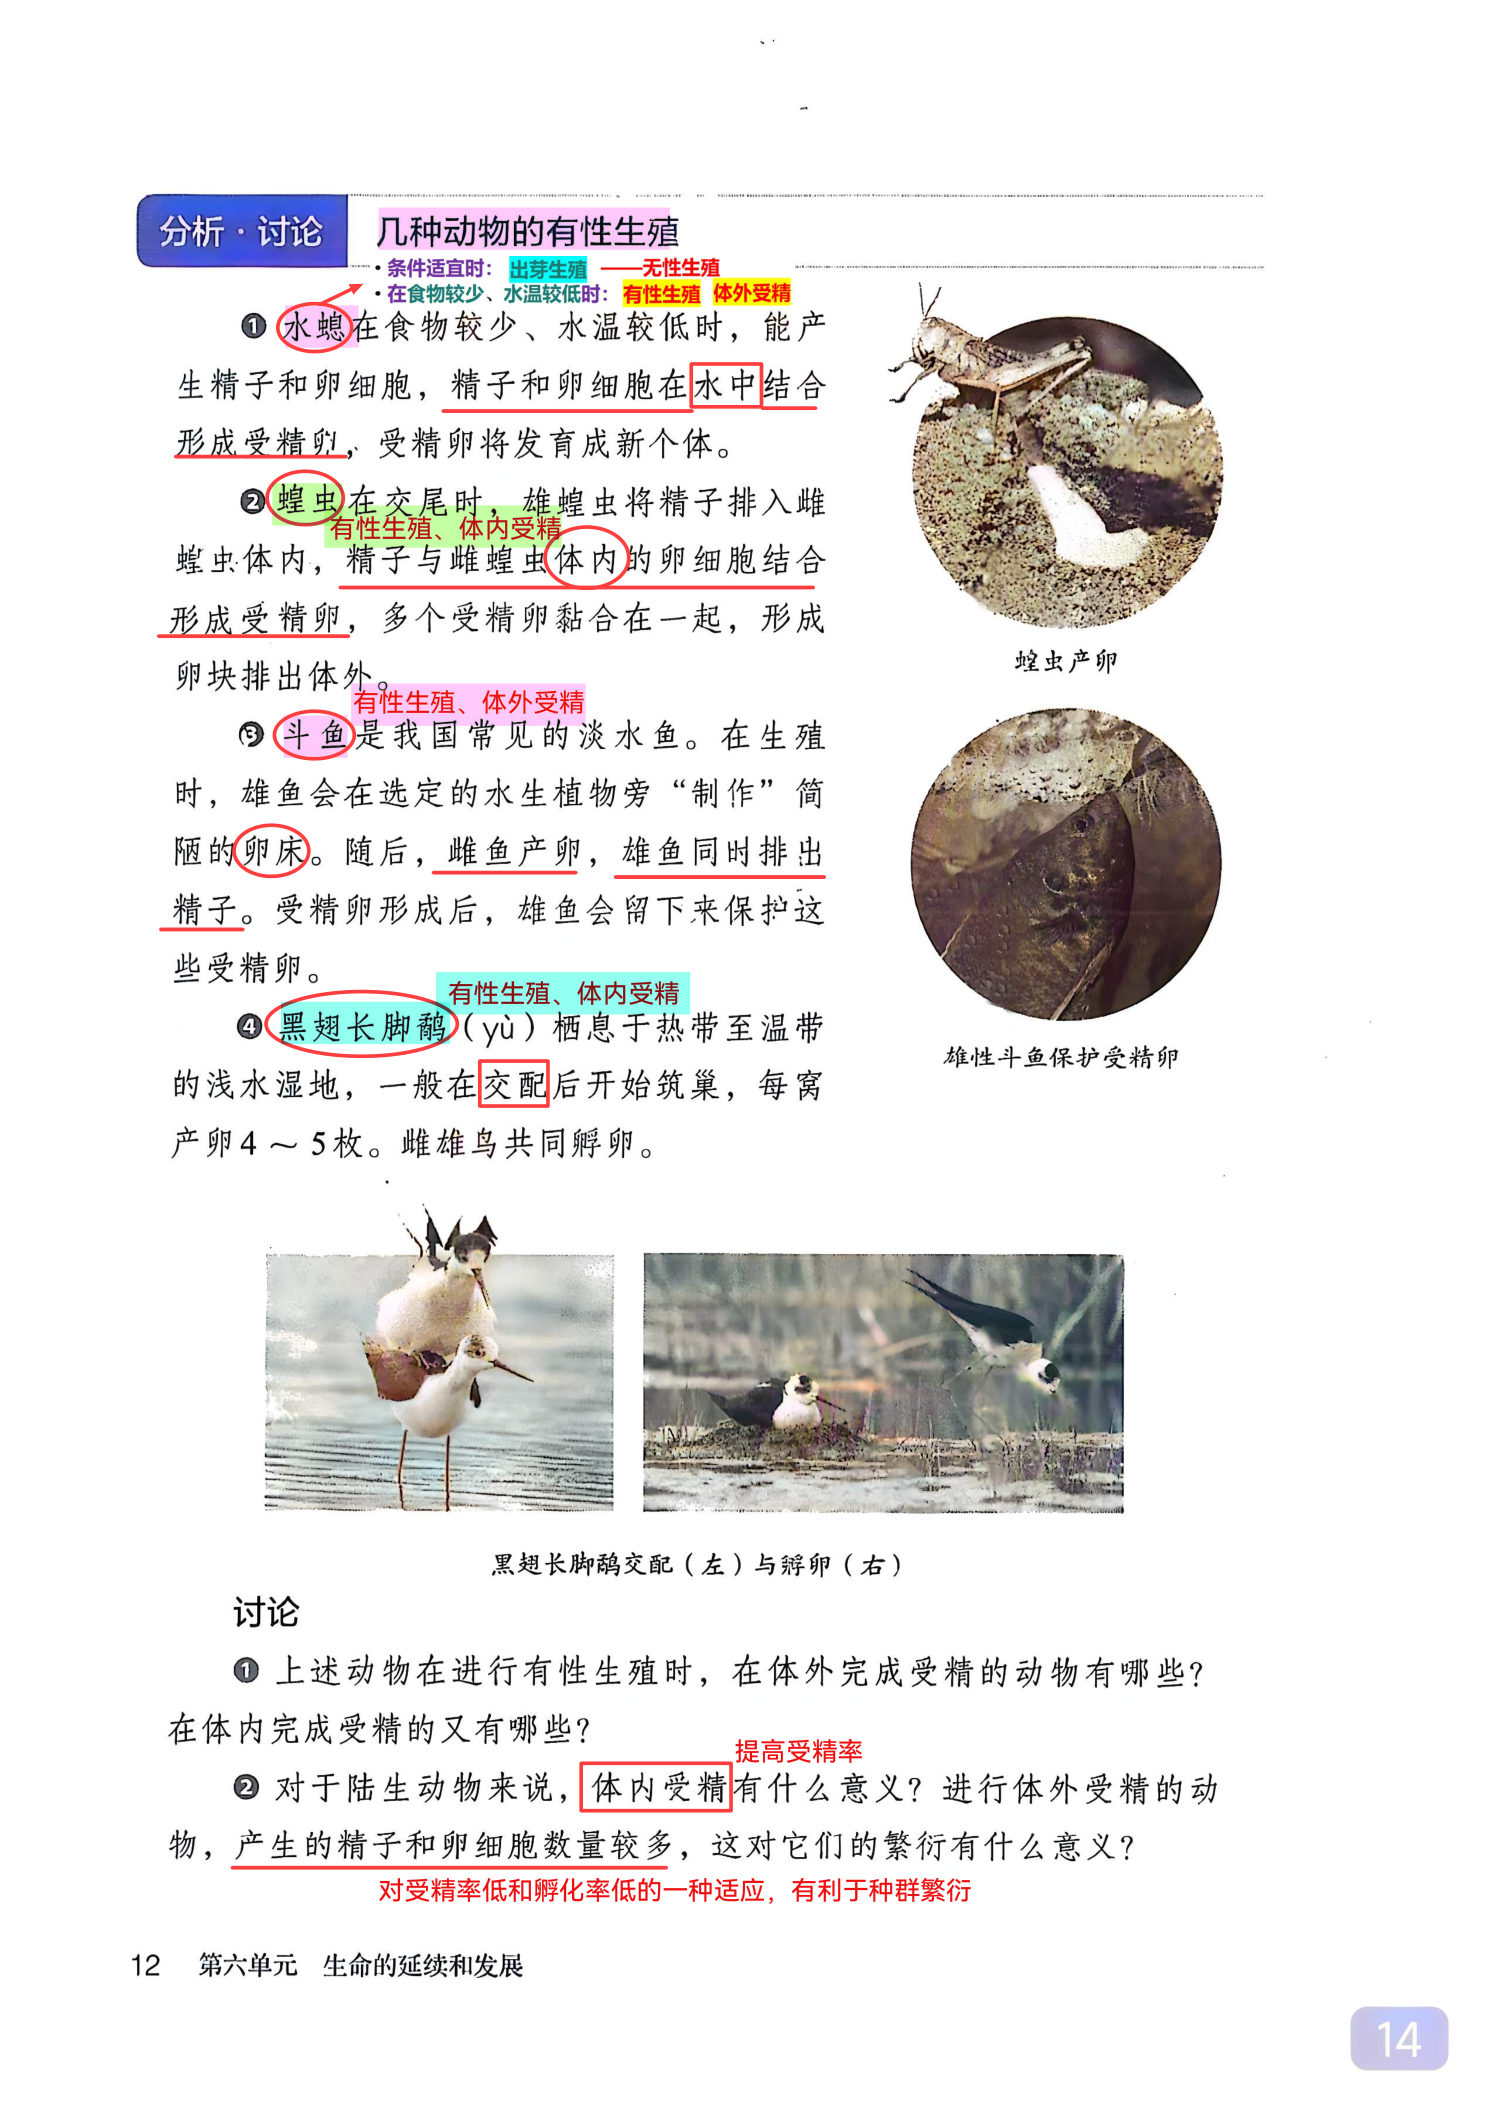 分析·讨论
几种动物的有性生殖
·条件适宜时：出芽生殖 ——无性生殖
·在食物较少、水温较低时：有性生殖 体外受精
❶ 水螅在食物较少、水温较低时，能产
生精子和卵细胞，精子和卵细胞在水中结合
形成受精卵，受精卵将发育成新个体。
❷ 蝗虫在交尾时，雄蝗虫将精子排入雌
有性生殖、体内受精
蝗虫体内，精子与雌蝗虫体内的卵细胞结合
形成受精卵，多个受精卵黏合在一起，形成
卵块排出体外。
有性生殖、体外受精
❸ 斗鱼是我国常见的淡水鱼。在生殖
时，雄鱼会在选定的水生植物旁“制作”简
陋的卵床。随后，雌鱼产卵，雄鱼同时排出
精子。受精卵形成后，雄鱼会留下来保护这
些受精卵。
有性生殖、体内受精
❹ 黑翅长脚鹬（yù）栖息于热带至温带
的浅水湿地，一般在交配后开始筑巢，每窝
产卵4～5枚。雌雄鸟共同孵卵。
蝗虫产卵
雄性斗鱼保护受精卵
黑翅长脚鹬交配（左）与孵卵（右）
讨论
❶ 上述动物在进行有性生殖时，在体外完成受精的动物有哪些？
在体内完成受精的又有哪些？
提高受精率
❷ 对于陆生动物来说，体内受精有什么意义？进行体外受精的动
物，产生的精子和卵细胞数量较多，这对它们的繁衍有什么意义？
对受精率低和孵化率低的一种适应，有利于种群繁衍
12 第六单元 生命的延续和发展
14